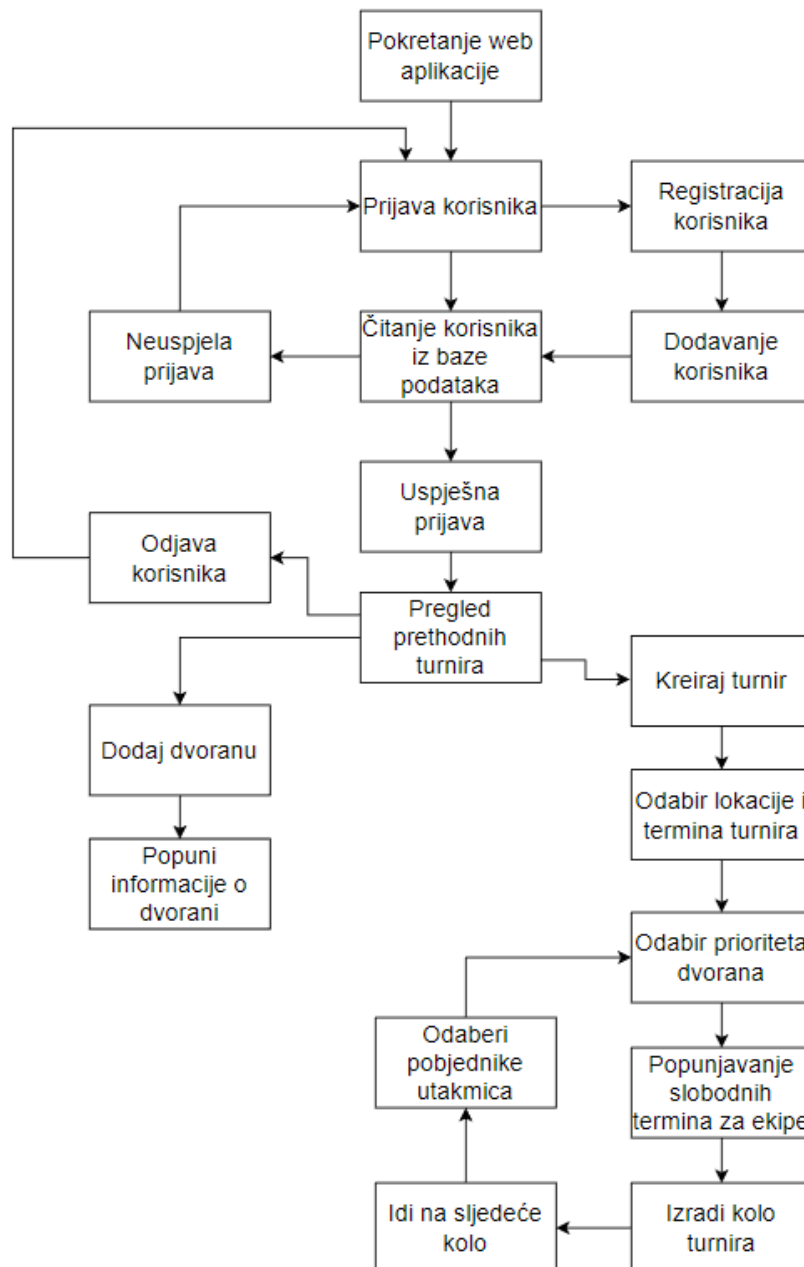 Pokretanje web
aplikacije
Prijava korisnika
Registracija
korisnika
Neuspjela
prijava
Čitanje korisnika
iz baze
podataka
Dodavanje
korisnika
Uspješna
prijava
Odjava
korisnika
Pregled
prethodnih
turnira
Kreiraj turnir
Dodaj dvoranu
Odabir lokacije i
termina turnira
Popuni
informacije o
dvorani
Odabir prioriteta
dvorana
Odaberi
pobjednike
utakmica
Popunjavanje
slobodnih
termina za ekipe
Idi na sljedeće
kolo
Izradi kolo
turnira